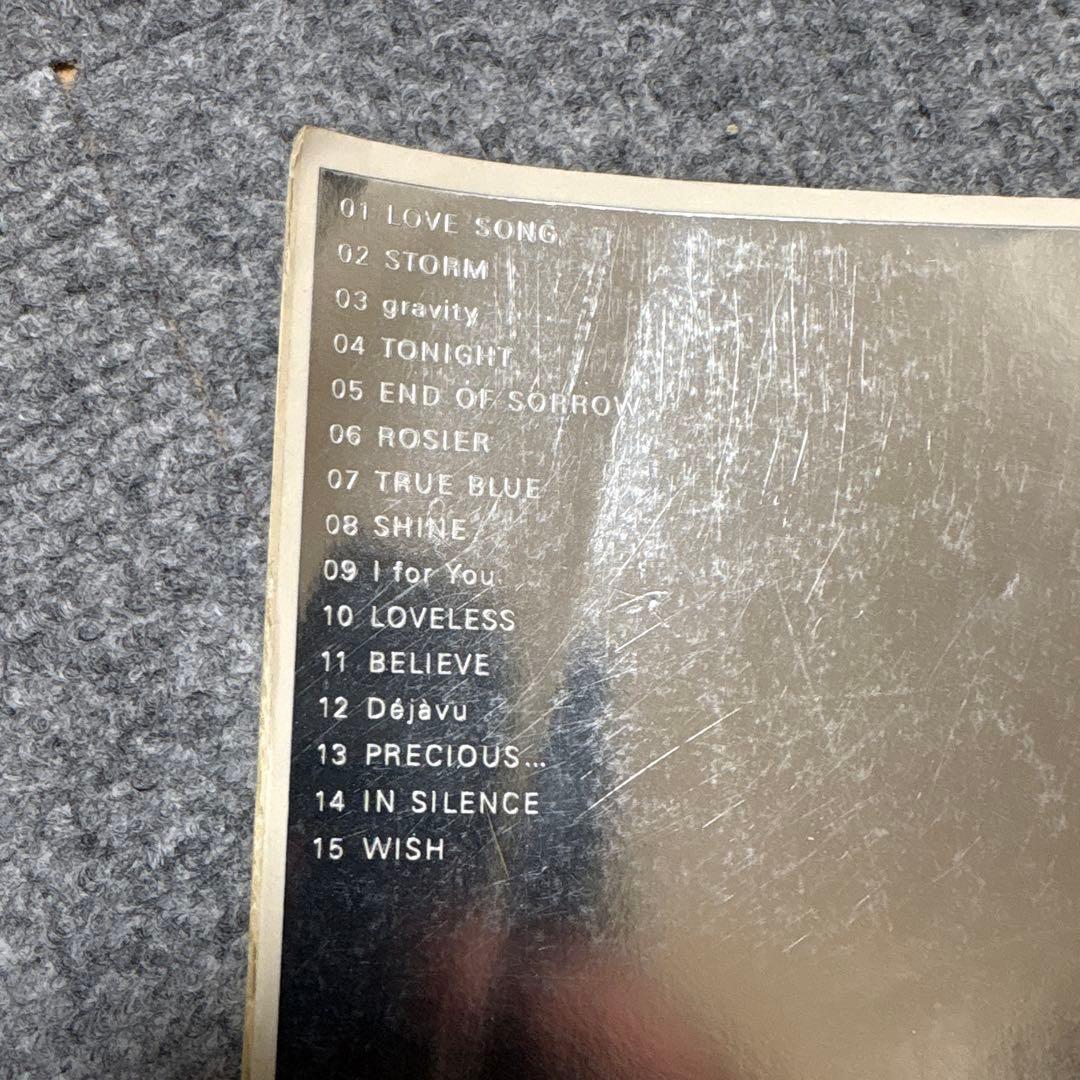 01 LOVE SONG
02 STORM
03 gravity
04 TONIGHT
05 END OF SORROW
06 ROSIER
07 TRUE BLUE
08 SHINE
09 I for You
10 LOVELESS
11 BELIEVE
12 Déjàvu
13 PRECIOUS...
14 IN SILENCE
15 WISH